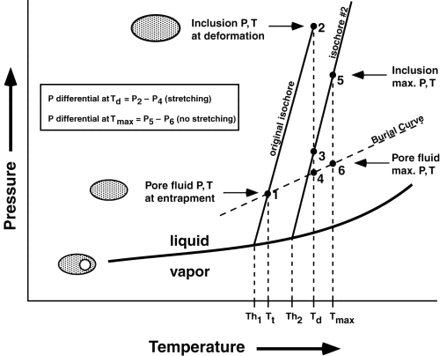 Inclusion P, T
at deformation
2
isochore #2
P differential at Td = P2 – P4 (stretching)
P differential at Tmax = P5 – P6 (no stretching)
original isochore
5
Inclusion
max. P, T
Burial Curve
3
4
6
Pore fluid
max. P, T
Pore fluid P, T
at entrapment
1
Pressure
liquid
vapor
Th1 Tt Th2 Td Tmax
Temperature